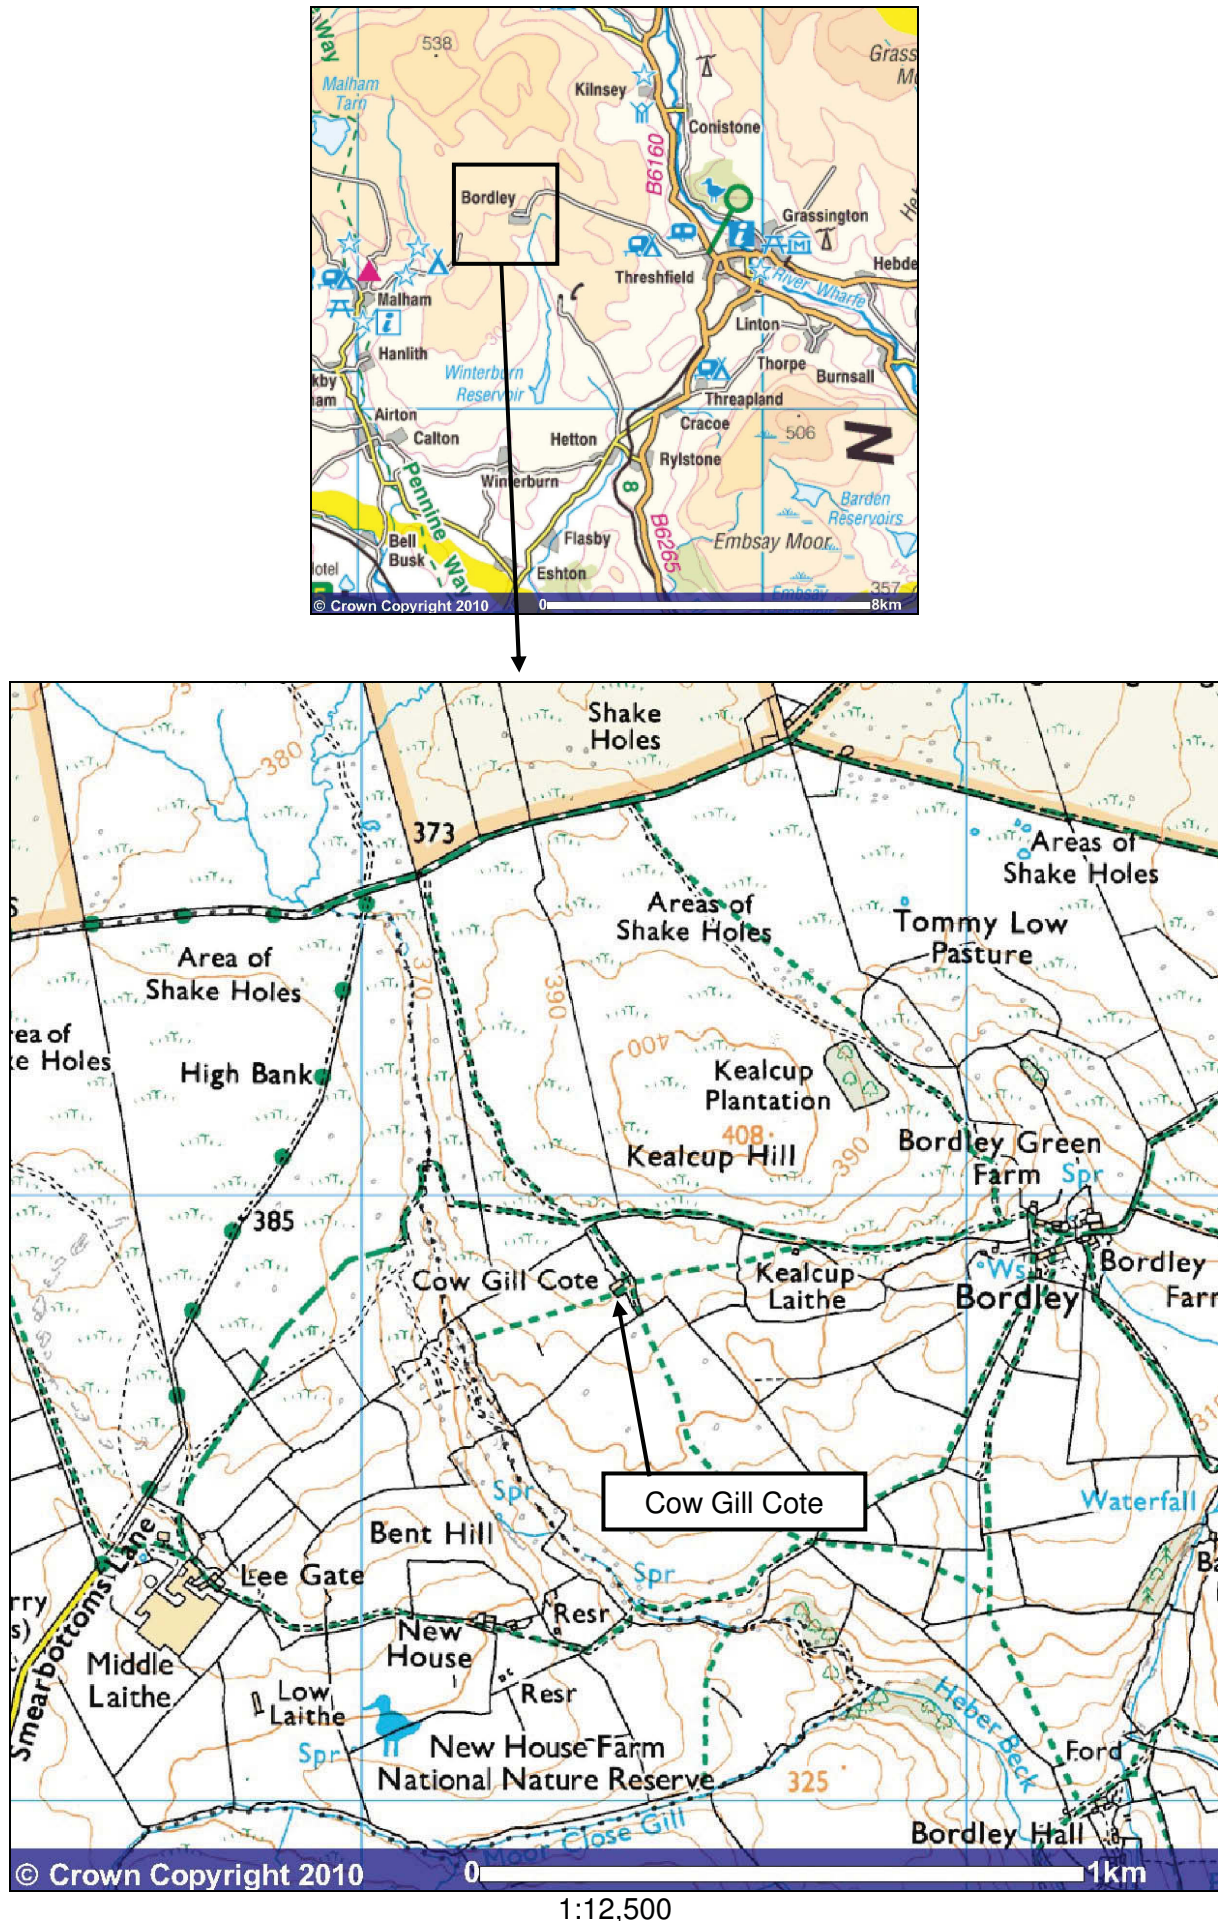 Way
538
Malham
Tarn
Kilnsey
Conistone
B6160
Bordley
Grassington
Threshfield
River Wharfe
Malham
Linton
Hanlith
Thorpe
Burnsall
Winterburn
Reservoir
Threapland
Airton
Calton
Cracoe
Hetton
506
N
Rylstone
Winterburn
8
Pennine Way
Barden
Reservoirs
B6265
Flasby
Embsay Moor
Bell
Busk
244
Eshton
357
Embsay
© Crown Copyright 2010
0
8km
Shake
Holes
380
373
Areas of
Shake Holes
Areas of
Shake Holes
Tommy Low
Pasture
Area of
Shake Holes
370
390
400
High Bank
Kealcup
Plantation
408
Kealcup Hill
390
Bordley Green
Farm
Spr
385
Cow Gill Cote
Kealcup
Laithe
Ws
Bordley
Bordley
Spr
Cow Gill Cote
Waterfall
Bent Hill
Smearbottoms Lane
Lee Gate
Spr
Resr
New
House
Middle
Laithe
Low
Laithe
Resr
Spr
New House Farm
National Nature Reserve
Heber Beck
Ford
325
Moor Close Gill
Bordley Hall
© Crown Copyright 2010
0
1km
1:12,500